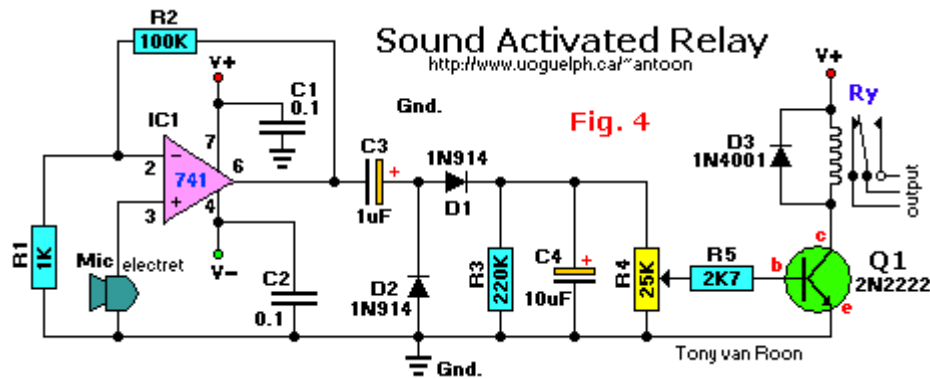 Sound Activated Relay
http://www.uoguelph.ca/~antoon
Fig. 4
R2
100K
V+
C1
0.1
IC1
7
2
−
741
6
+
3
4
V-
R1
1K
Mic electret
C2
0.1
Gnd.
C3
+
1uF
1N914
D1
D2
1N914
R3
220K
C4
+
10uF
R4
25K
R5
2K7
V+
Ry
D3
1N4001
output
c
b
e
Q1
2N2222
Gnd.
Tony van Roon